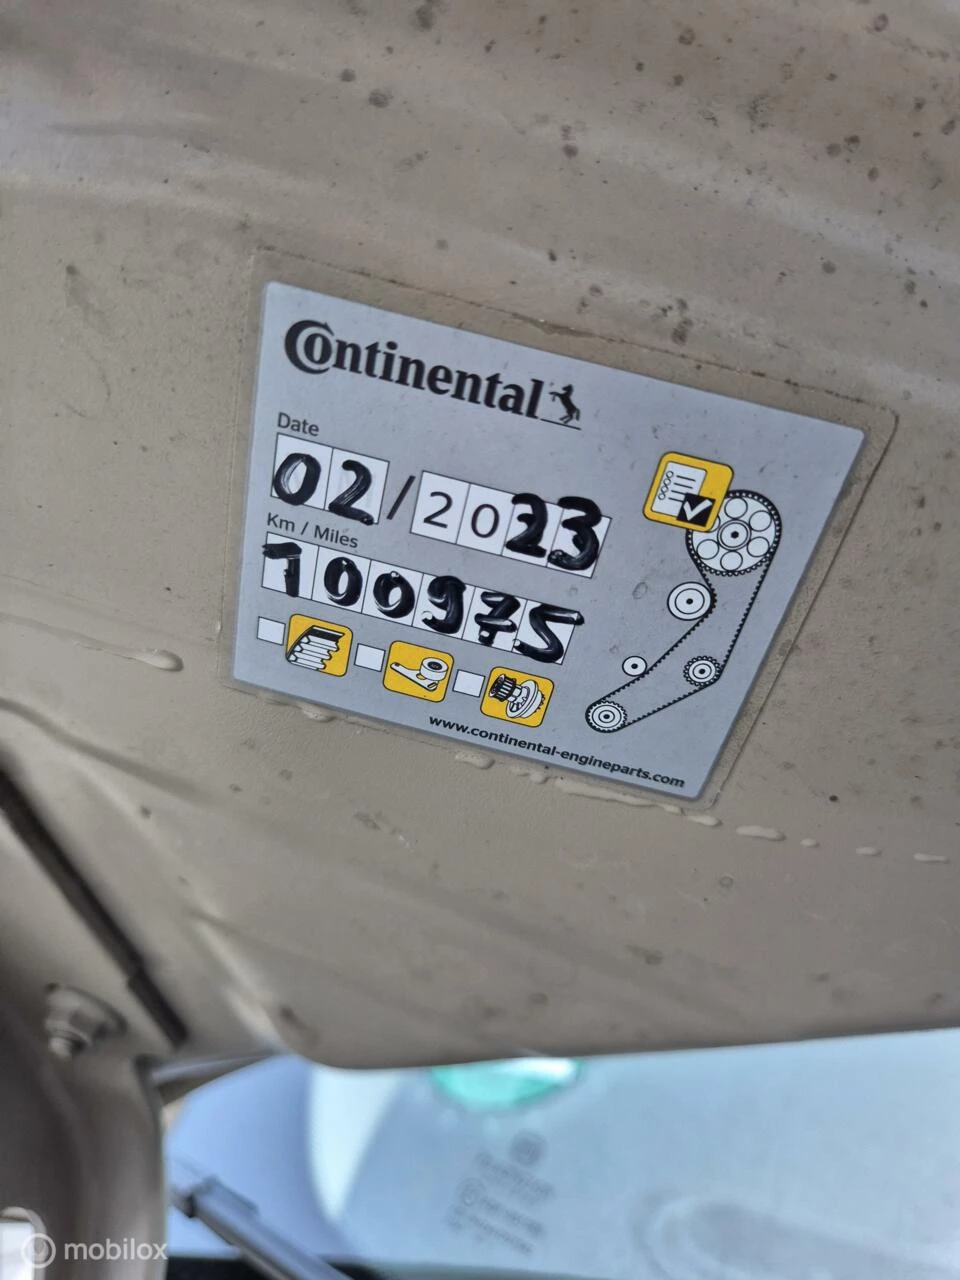 Continental
Date
02/2023
Km / Miles
100975
www.continental-engineparts.com
mobilox